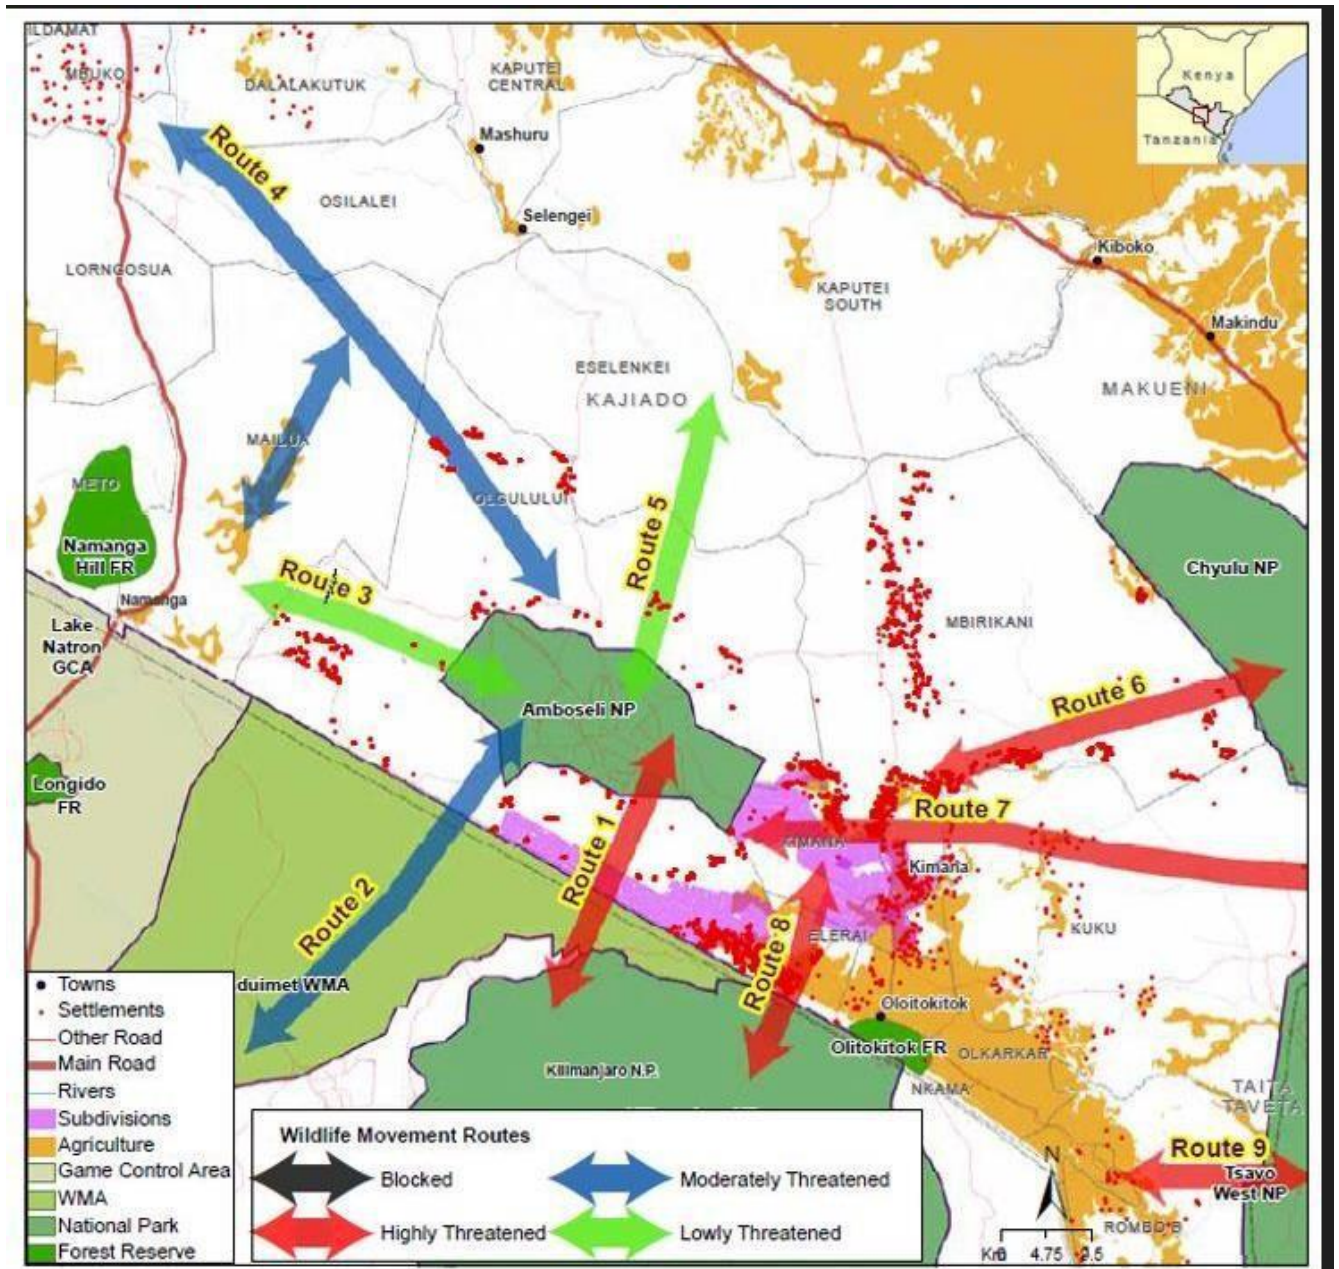 ILDAMAT
MBUKO
DALALAKUTUK
KAPUTEI
CENTRAL
Kenya
Tanzania
Mashuru
Route 4
OSILALEI
Selengei
Kiboko
LORNGOSUA
KAPUTEI
SOUTH
Makindu
ESELENKEI
KAJIADO
MAKUENI
MAILUA
METO
OLGULULUI
Route 5
Namanga
Hill FR
Chyulu NP
Route 3
Namanga
MBIRIKANI
Lake
Natron
GCA
Route 6
Amboseli NP
Longido
FR
Route 7
KIMANA
Kimana
Route 1
Route 2
Route 8
ELERAI
KUKU
duimet WMA
Oloitokitok
Olitokitok FR
OLKARKAR
Kilimanjaro N.P.
NKAMA
TAITA
TAVETA
Route 9
Tsavo
West NP
ROMBO B
N
Km 0 4.75 9.5
Towns
Settlements
Other Road
Main Road
Rivers
Subdivisions
Agriculture
Game Control Area
WMA
National Park
Forest Reserve
Wildlife Movement Routes
Blocked
Moderately Threatened
Highly Threatened
Lowly Threatened